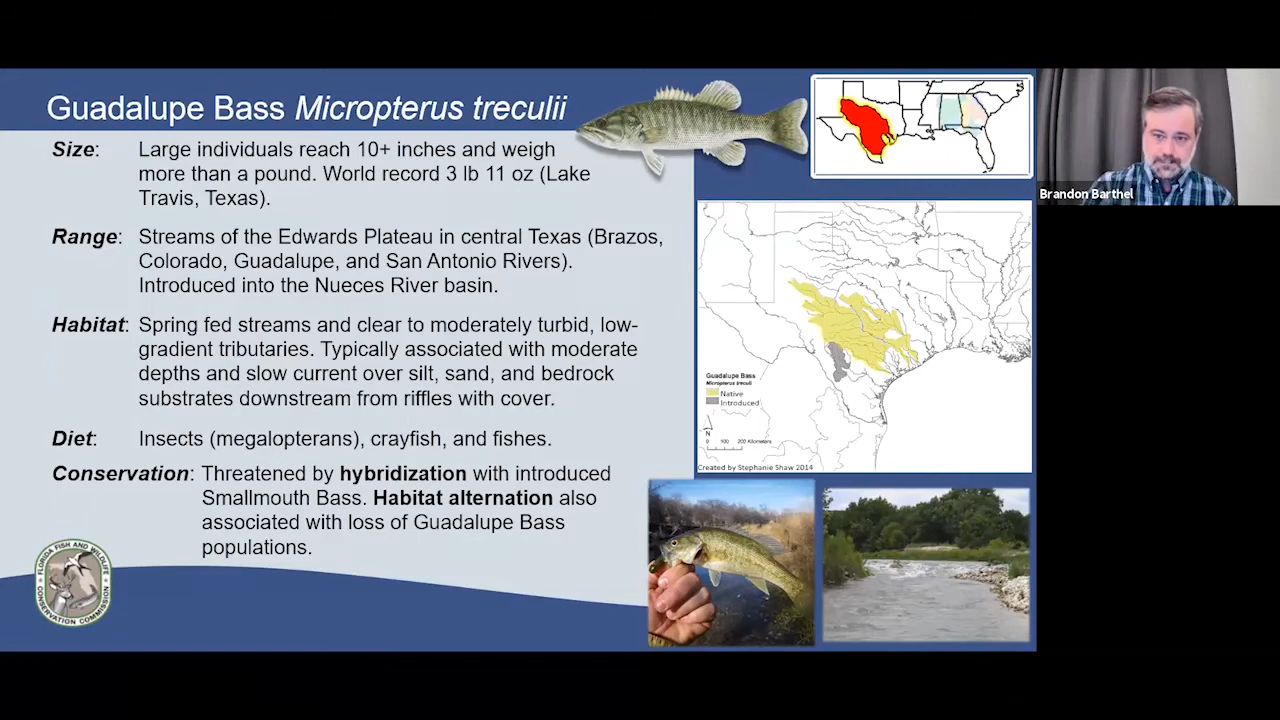 Guadalupe Bass Micropterus treculii
Size: Large individuals reach 10+ inches and weigh
more than a pound. World record 3 lb 11 oz (Lake
Travis, Texas).
Range: Streams of the Edwards Plateau in central Texas (Brazos,
Colorado, Guadalupe, and San Antonio Rivers).
Introduced into the Nueces River basin.
Habitat: Spring fed streams and clear to moderately turbid, low-
gradient tributaries. Typically associated with moderate
depths and slow current over silt, sand, and bedrock
substrates downstream from riffles with cover.
Diet: Insects (megalopterans), crayfish, and fishes.
Conservation: Threatened by hybridization with introduced
Smallmouth Bass. Habitat alternation also
associated with loss of Guadalupe Bass
populations.
FLORIDA FISH AND WILDLIFE
CONSERVATION COMMISSION
Guadalupe Bass
Micropterus treculi
Native
Introduced
N
0 100 200 Kilometers
Created by Stephanie Shaw 2014
Brandon Barthel